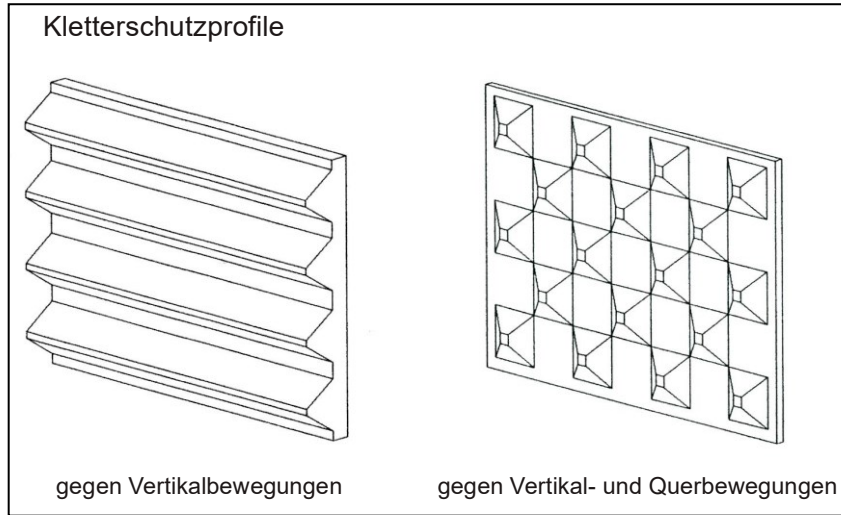 Kletterschutzprofile
gegen Vertikalbewegungen
gegen Vertikal- und Querbewegungen